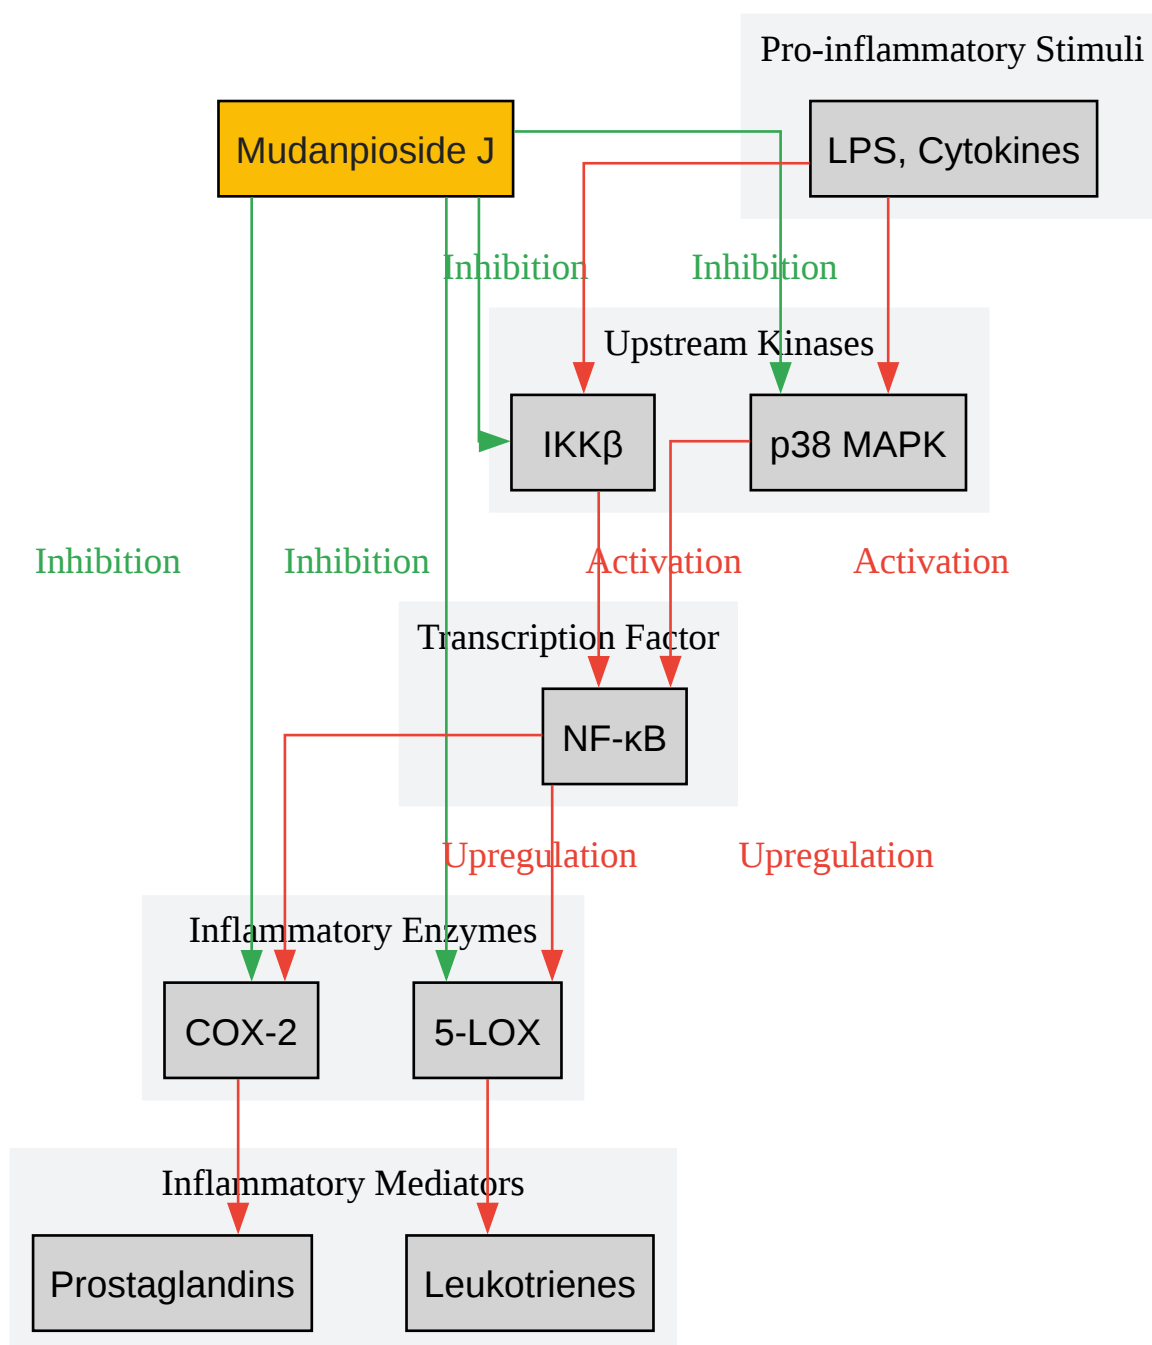 Pro-inflammatory Stimuli
Mudanpioside J
LPS, Cytokines
Inhibition
Inhibition
Upstream Kinases
IKKβ
p38 MAPK
Inhibition
Inhibition
Activation
Activation
Transcription Factor
NF-κB
Upregulation
Upregulation
Inflammatory Enzymes
COX-2
5-LOX
Inflammatory Mediators
Prostaglandins
Leukotrienes